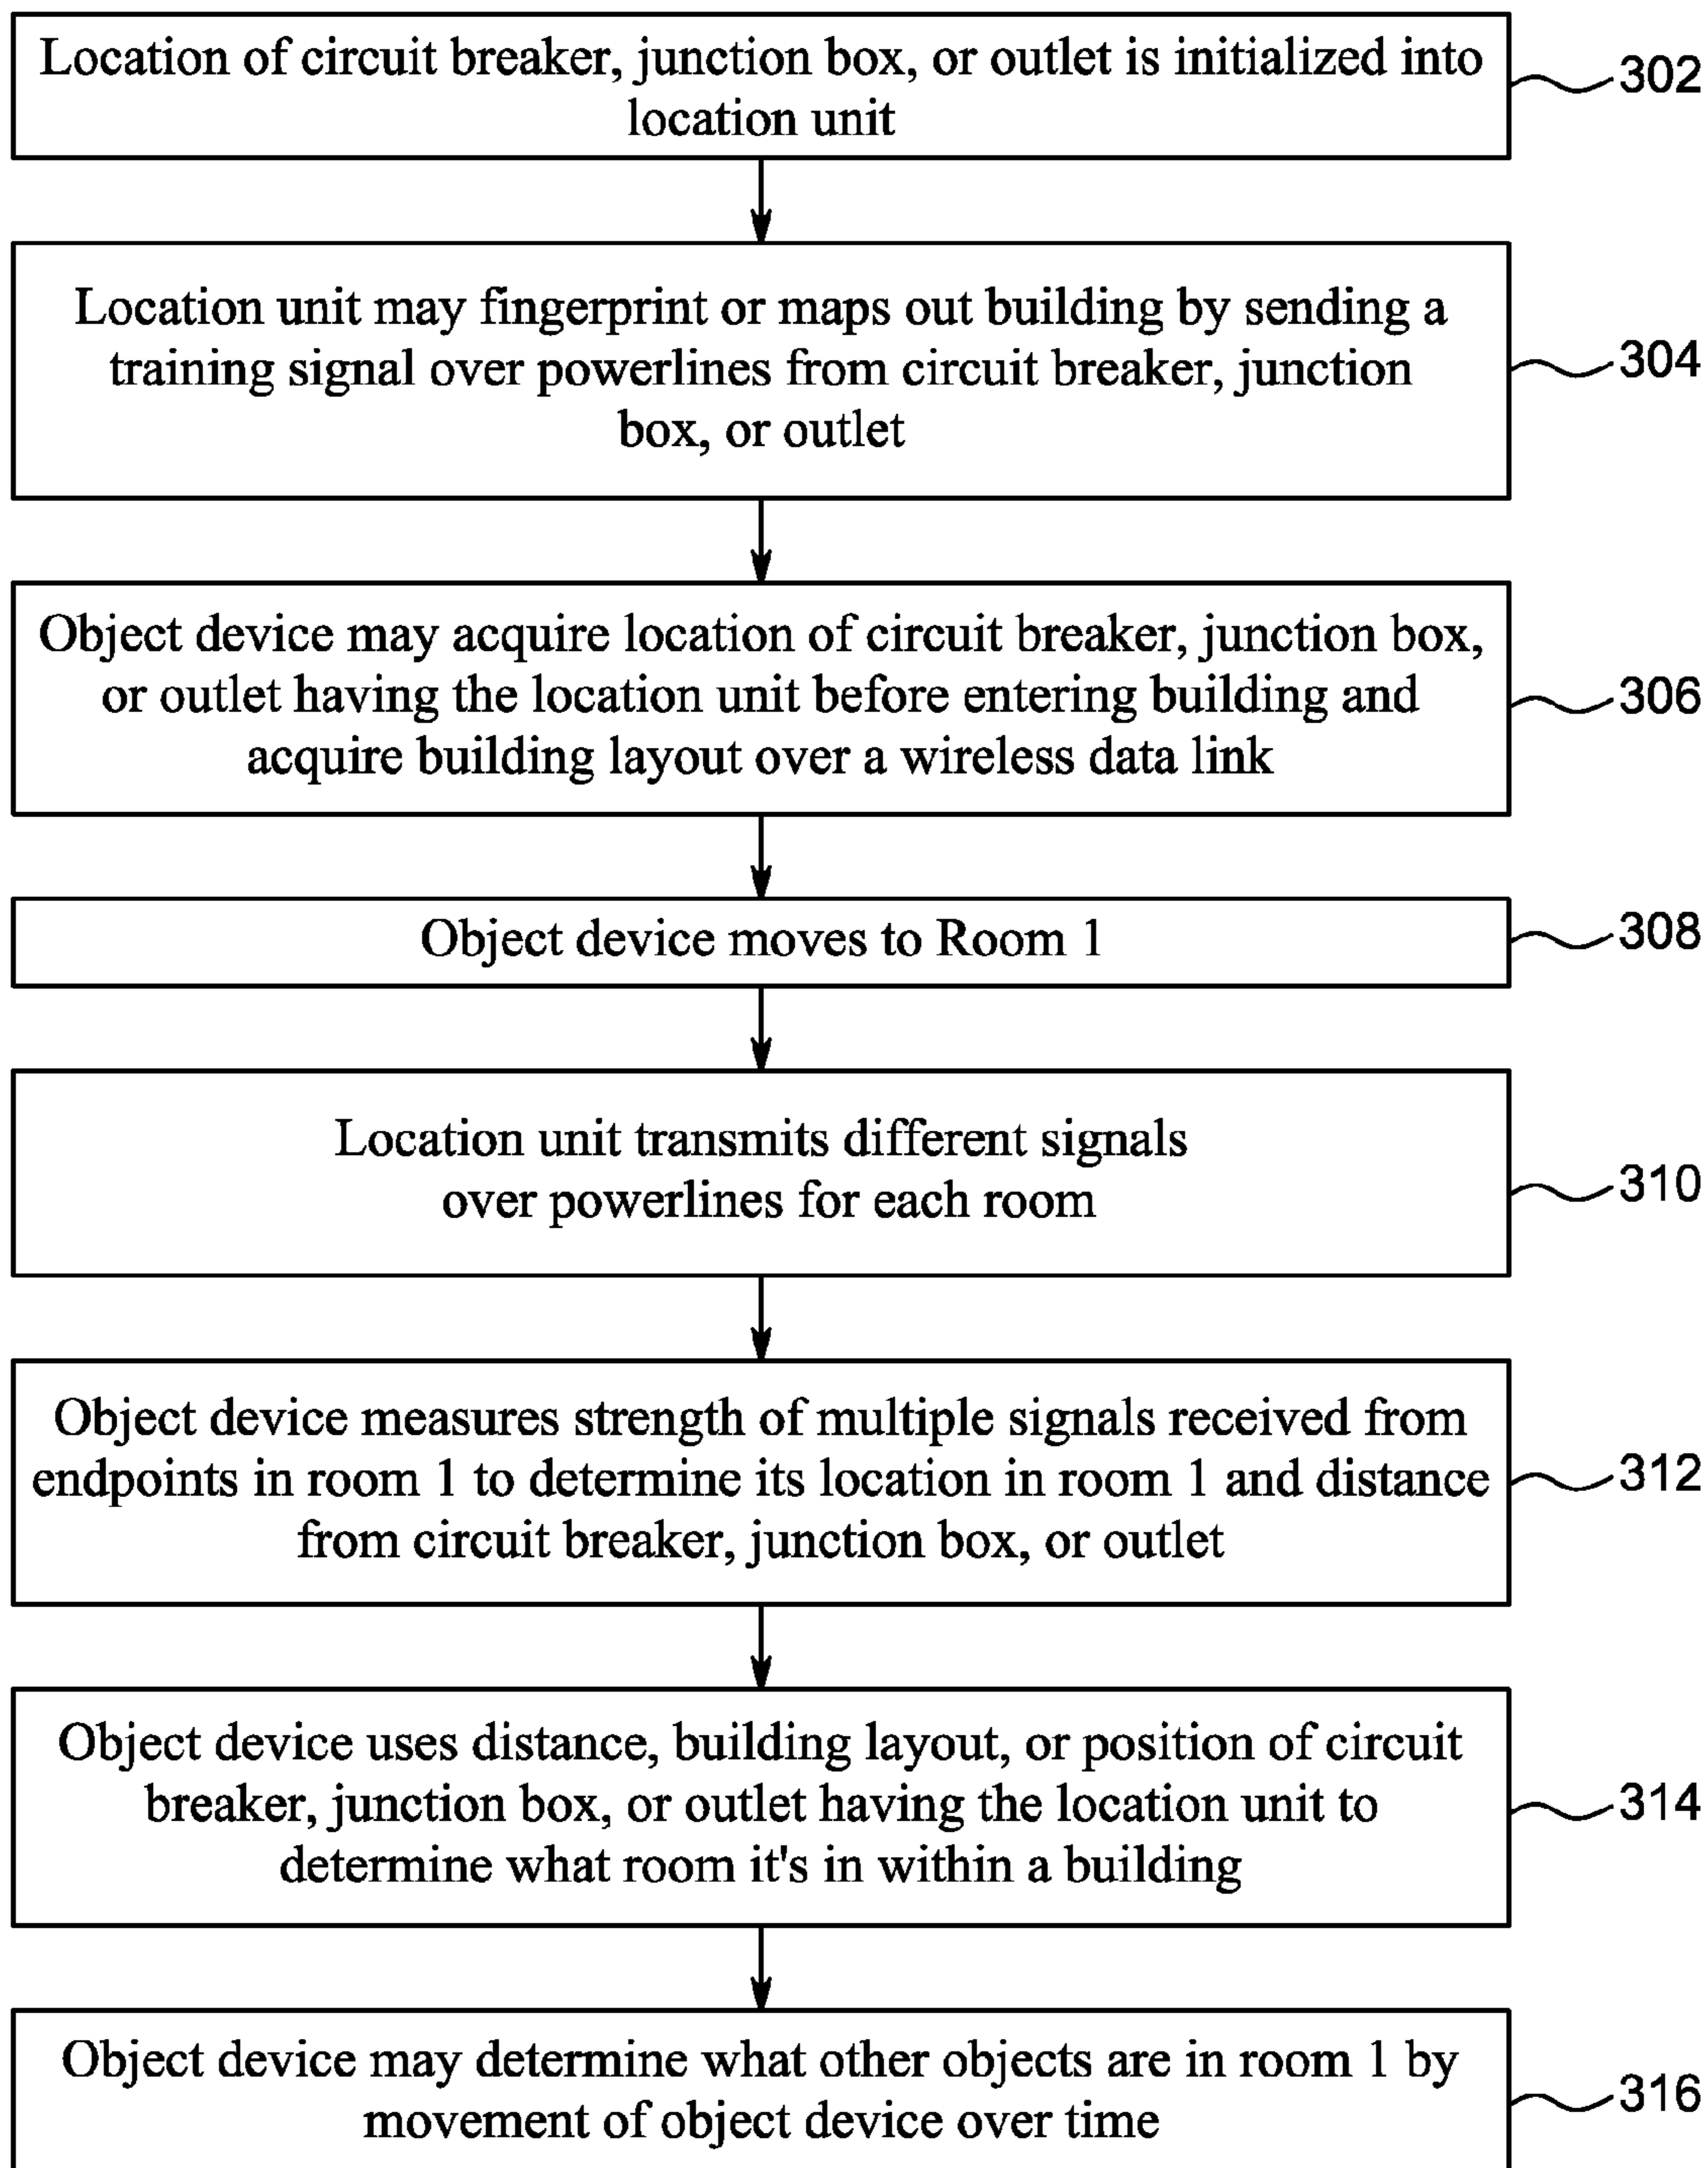 Location of circuit breaker, junction box, or outlet is initialized into
location unit
302
Location unit may fingerprint or maps out building by sending a
training signal over powerlines from circuit breaker, junction
box, or outlet
304
Object device may acquire location of circuit breaker, junction box,
or outlet having the location unit before entering building and
acquire building layout over a wireless data link
306
Object device moves to Room 1
308
Location unit transmits different signals
over powerlines for each room
310
Object device measures strength of multiple signals received from
endpoints in room 1 to determine its location in room 1 and distance
from circuit breaker, junction box, or outlet
312
Object device uses distance, building layout, or position of circuit
breaker, junction box, or outlet having the location unit to
determine what room it's in within a building
314
Object device may determine what other objects are in room 1 by
movement of object device over time
316